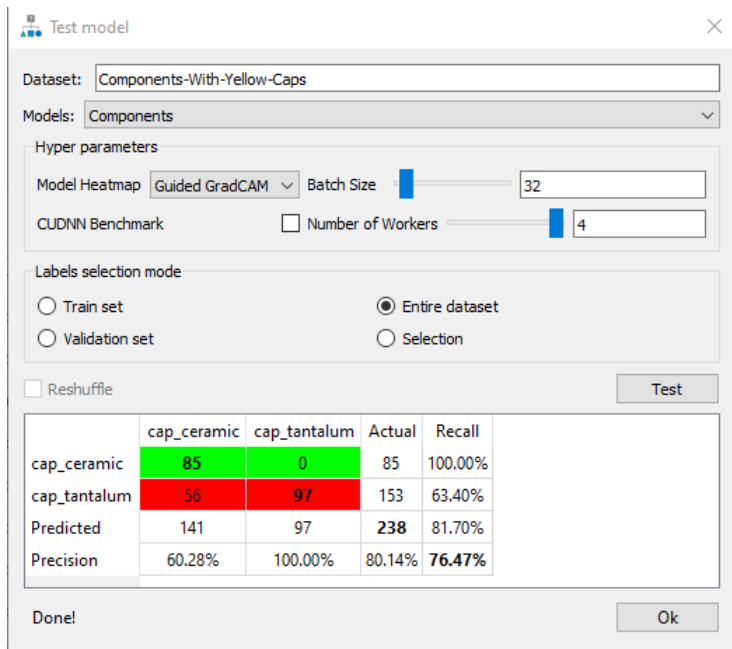 Test model
Dataset: Components-With-Yellow-Caps
Models: Components
Hyper parameters
Model Heatmap Guided GradCAM Batch Size 32
CUDNN Benchmark Number of Workers 4
Labels selection mode
Train set Entire dataset
Validation set Selection
Reshuffle Test
cap_ceramic cap_tantalum Actual Recall
cap_ceramic 85 0 85 100.00%
cap_tantalum 56 97 153 63.40%
Predicted 141 97 238 81.70%
Precision 60.28% 100.00% 80.14% 76.47%
Done! Ok